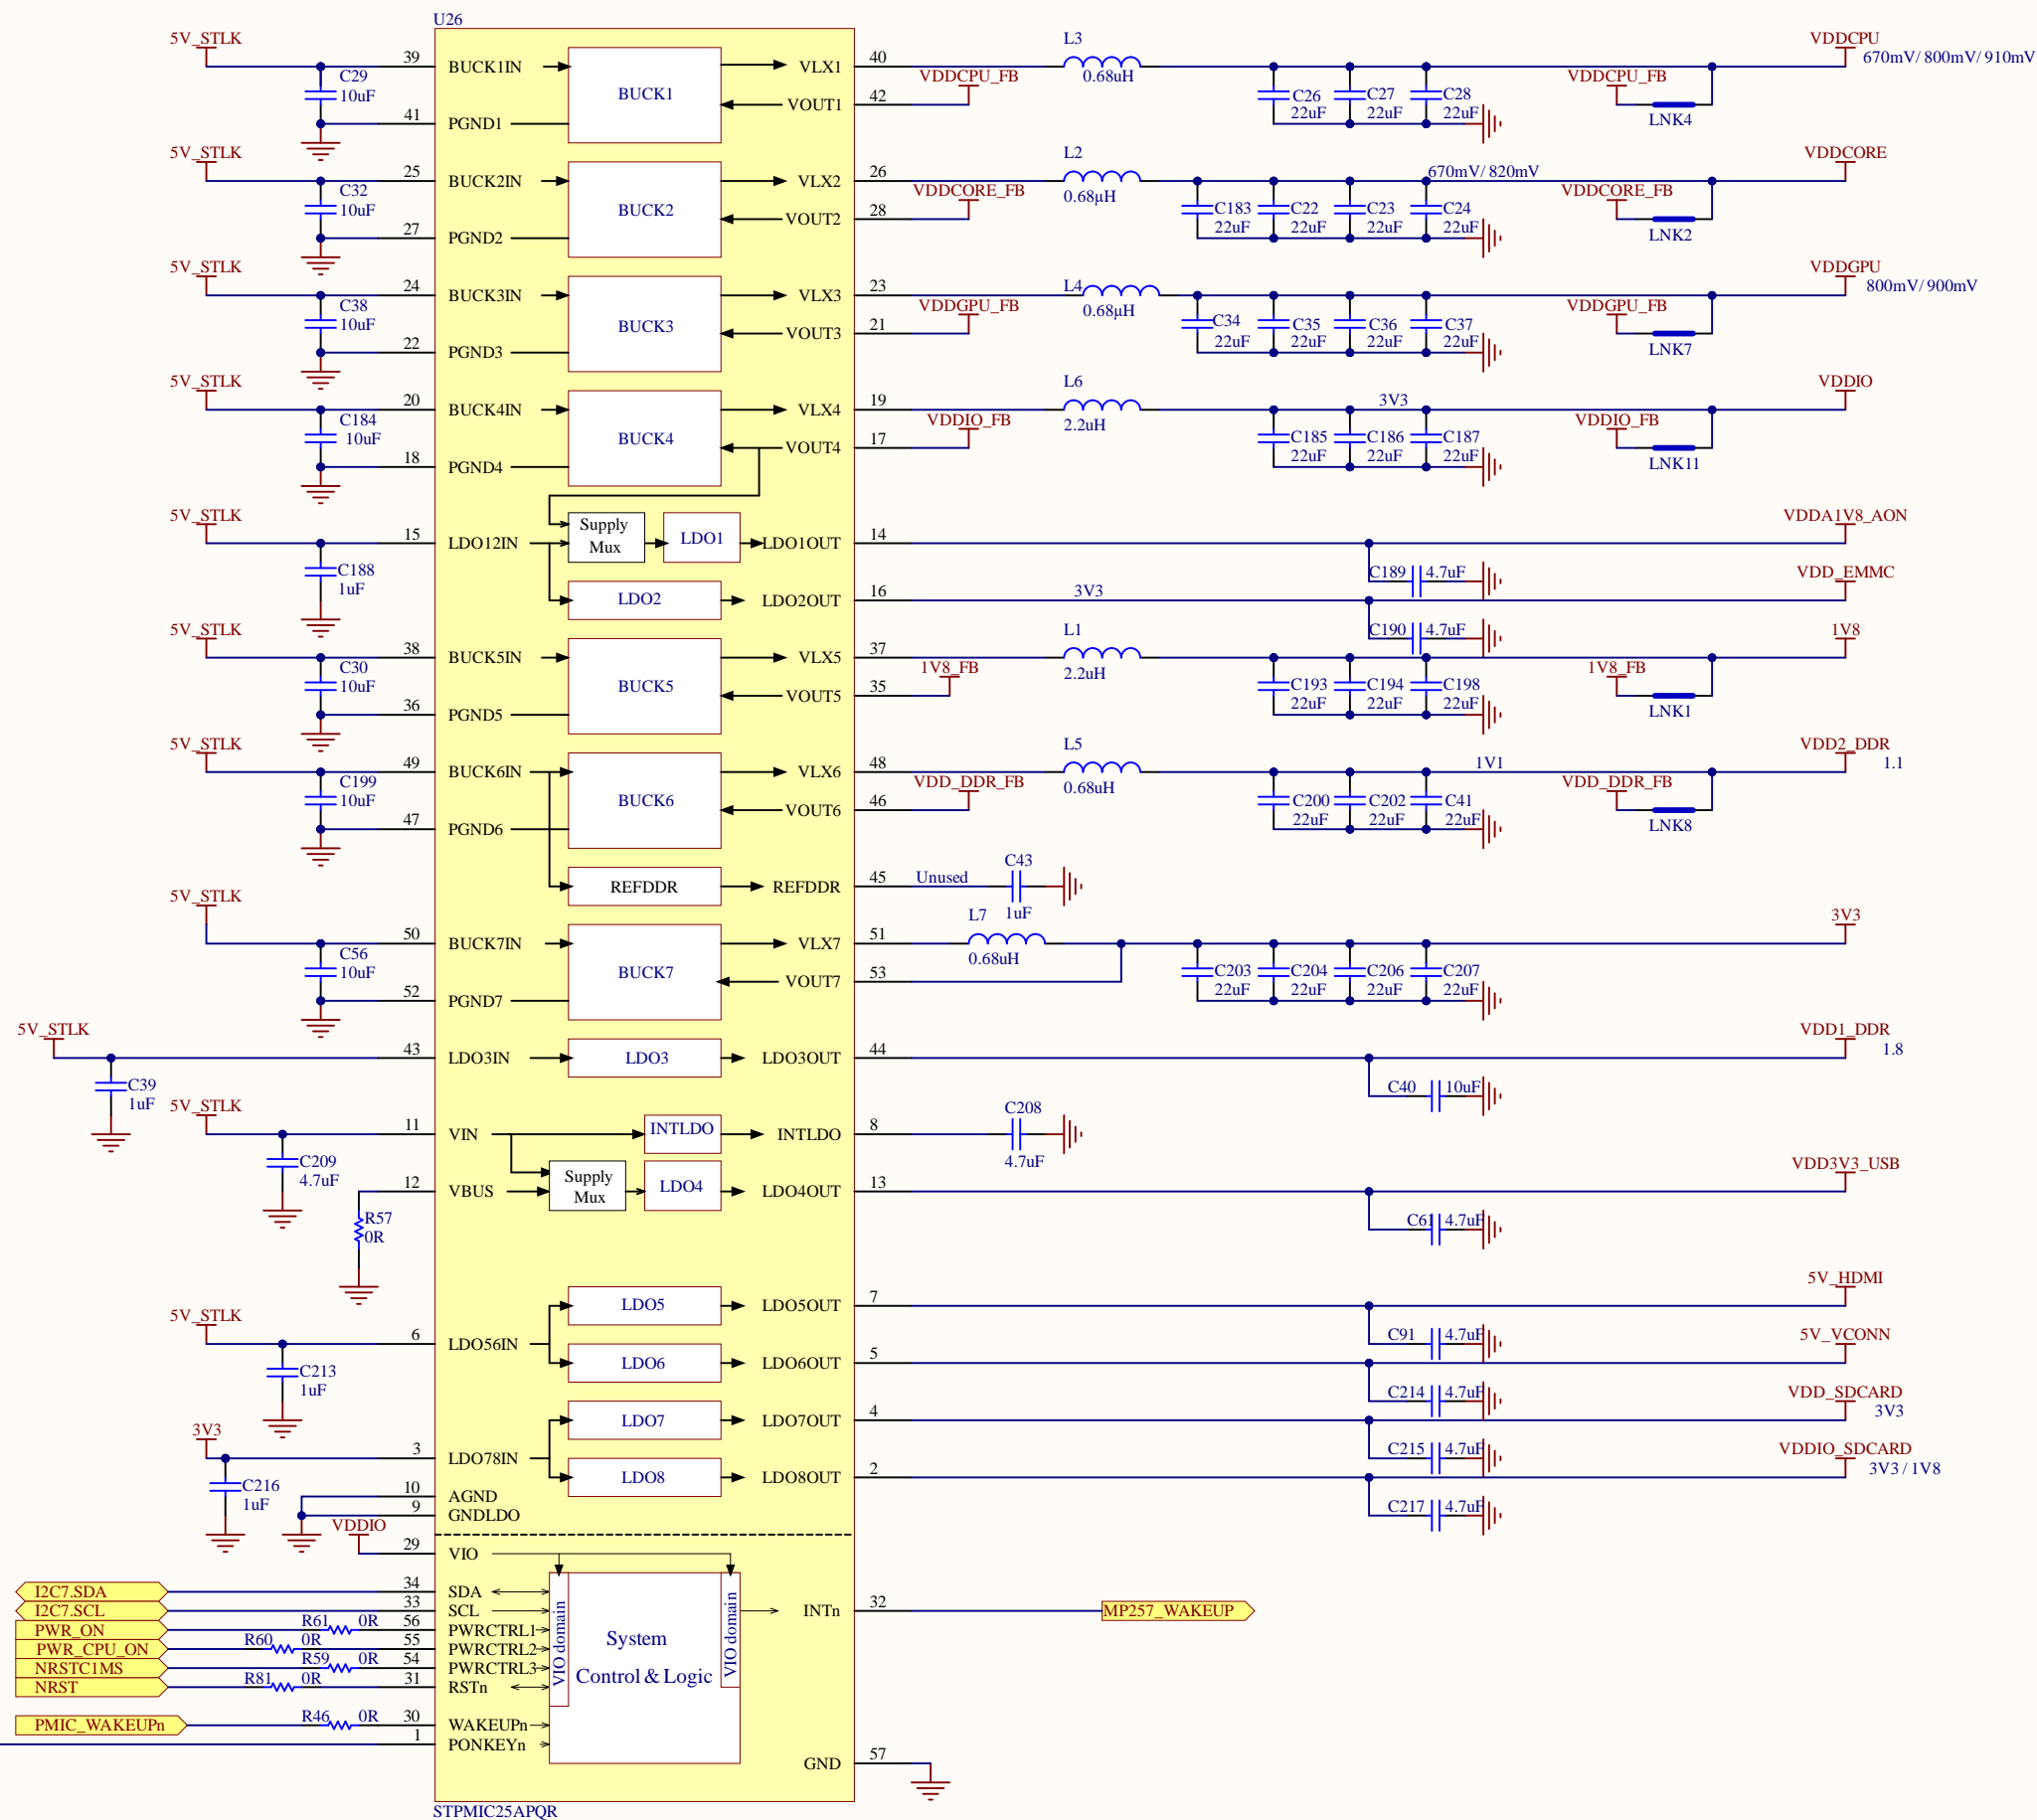 U26
5V_STLK
39
BUCK1IN
C29
10uF
41
PGND1
BUCK1
VLX1
40
VOUT1
42
VDDCPU_FB
L3
0.68uH
C26
22uF
C27
22uF
C28
22uF
VDDCPU_FB
LNK4
VDDCPU
670mV/ 800mV/ 910mV
5V_STLK
25
BUCK2IN
C32
10uF
27
PGND2
BUCK2
VLX2
26
VOUT2
28
VDDCORE_FB
L2
0.68µH
C183
22uF
C22
22uF
C23
22uF
C24
22uF
670mV/ 820mV
VDDCORE_FB
LNK2
VDDCORE
5V_STLK
24
BUCK3IN
C38
10uF
22
PGND3
BUCK3
VLX3
23
VOUT3
21
VDDGPU_FB
L4
0.68µH
C34
22uF
C35
22uF
C36
22uF
C37
22uF
VDDGPU_FB
LNK7
VDDGPU
800mV/ 900mV
5V_STLK
20
BUCK4IN
C184
10uF
18
PGND4
BUCK4
VLX4
19
VOUT4
17
VDDIO_FB
L6
2.2uH
C185
22uF
C186
22uF
C187
22uF
3V3
VDDIO_FB
LNK11
VDDIO
5V_STLK
15
LDO12IN
C188
1uF
Supply
Mux
LDO1
LDO1OUT
14
C189
4.7uF
VDDA1V8_AON
LDO2
LDO2OUT
16
3V3
C190
4.7uF
VDD_EMMC
5V_STLK
38
BUCK5IN
C30
10uF
36
PGND5
BUCK5
VLX5
37
VOUT5
35
1V8_FB
L1
2.2uH
C193
22uF
C194
22uF
C198
22uF
1V8_FB
LNK1
1V8
5V_STLK
49
BUCK6IN
C199
10uF
47
PGND6
BUCK6
VLX6
48
VOUT6
46
VDD_DDR_FB
L5
0.68uH
C200
22uF
C202
22uF
C41
22uF
1V1
VDD_DDR_FB
LNK8
VDD2_DDR
1.1
REFDDR
REFDDR
45
Unused
C43
1uF
5V_STLK
50
BUCK7IN
C56
10uF
52
PGND7
BUCK7
VLX7
51
VOUT7
53
L7
0.68uH
C203
22uF
C204
22uF
C206
22uF
C207
22uF
3V3
5V_STLK
43
LDO3IN
C39
1uF
LDO3
LDO3OUT
44
C40
10uF
VDD1_DDR
1.8
5V_STLK
11
VIN
C209
4.7uF
INTLDO
INTLDO
8
C208
4.7uF
12
VBUS
R57
0R
Supply
Mux
LDO4
LDO4OUT
13
C61
4.7uF
VDD3V3_USB
5V_STLK
6
LDO56IN
C213
1uF
LDO5
LDO5OUT
7
C91
4.7uF
5V_HDMI
LDO6
LDO6OUT
5
C214
4.7uF
5V_VCONN
3V3
3
LDO78IN
C216
1uF
LDO7
LDO7OUT
4
C215
4.7uF
VDD_SDCARD
3V3
LDO8
LDO8OUT
2
C217
4.7uF
VDDIO_SDCARD
3V3 / 1V8
10
AGND
9
GNDLDO
VDDIO
29
VIO
I2C7.SDA
34
SDA
I2C7.SCL
33
SCL
PWR_ON
R61
0R
56
PWRCTRL1
PWR_CPU_ON
R60
0R
55
PWRCTRL2
NRSTC1MS
R59
0R
54
PWRCTRL3
NRST
R81
0R
31
RSTn
PMIC_WAKEUPn
R46
0R
30
WAKEUPn
1
PONKEYn
VIO domain
System
Control & Logic
VIO domain
INTn
32
MP257_WAKEUP
GND
57
STPMIC25APQR